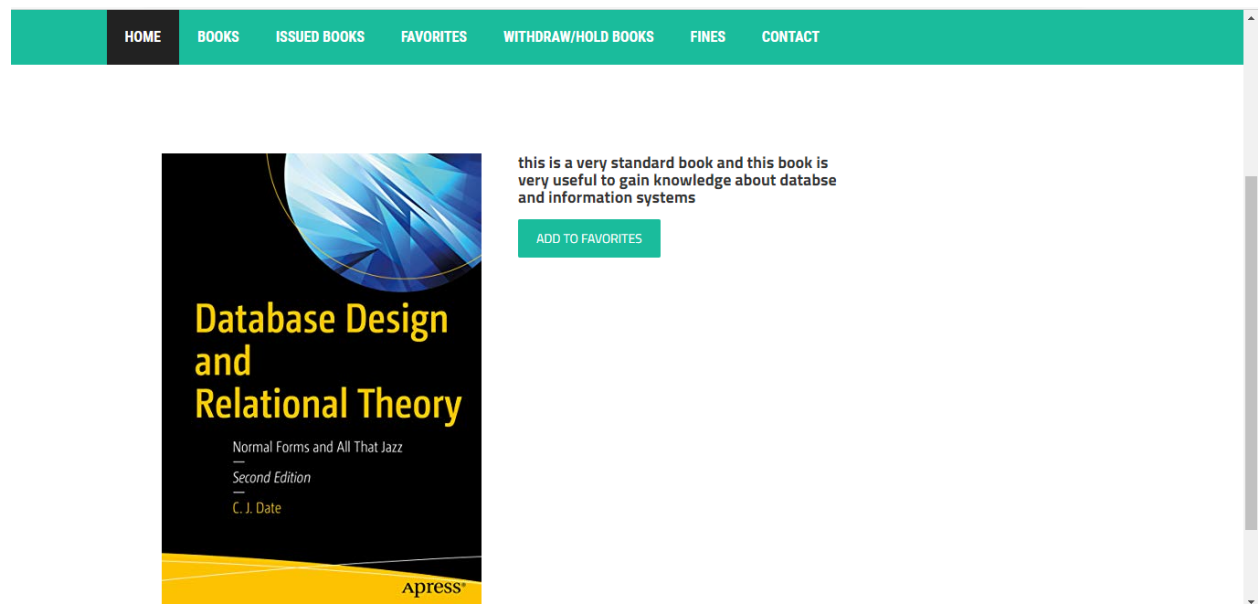 HOME BOOKS ISSUED BOOKS FAVORITES WITHDRAW/HOLD BOOKS FINES CONTACT
this is a very standard book and this book is
very useful to gain knowledge about databse
and information systems
ADD TO FAVORITES
Database Design
and
Relational Theory
Normal Forms and All That Jazz
Second Edition
C. J. Date
Apress®